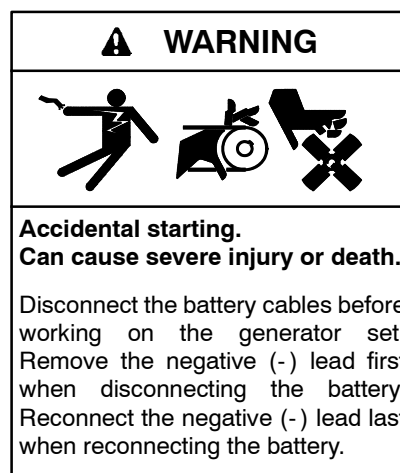 WARNING
Accidental starting.
Can cause severe injury or death.
Disconnect the battery cables before
working on the generator set.
Remove the negative (-) lead first
when disconnecting the battery.
Reconnect the negative (-) lead last
when reconnecting the battery.